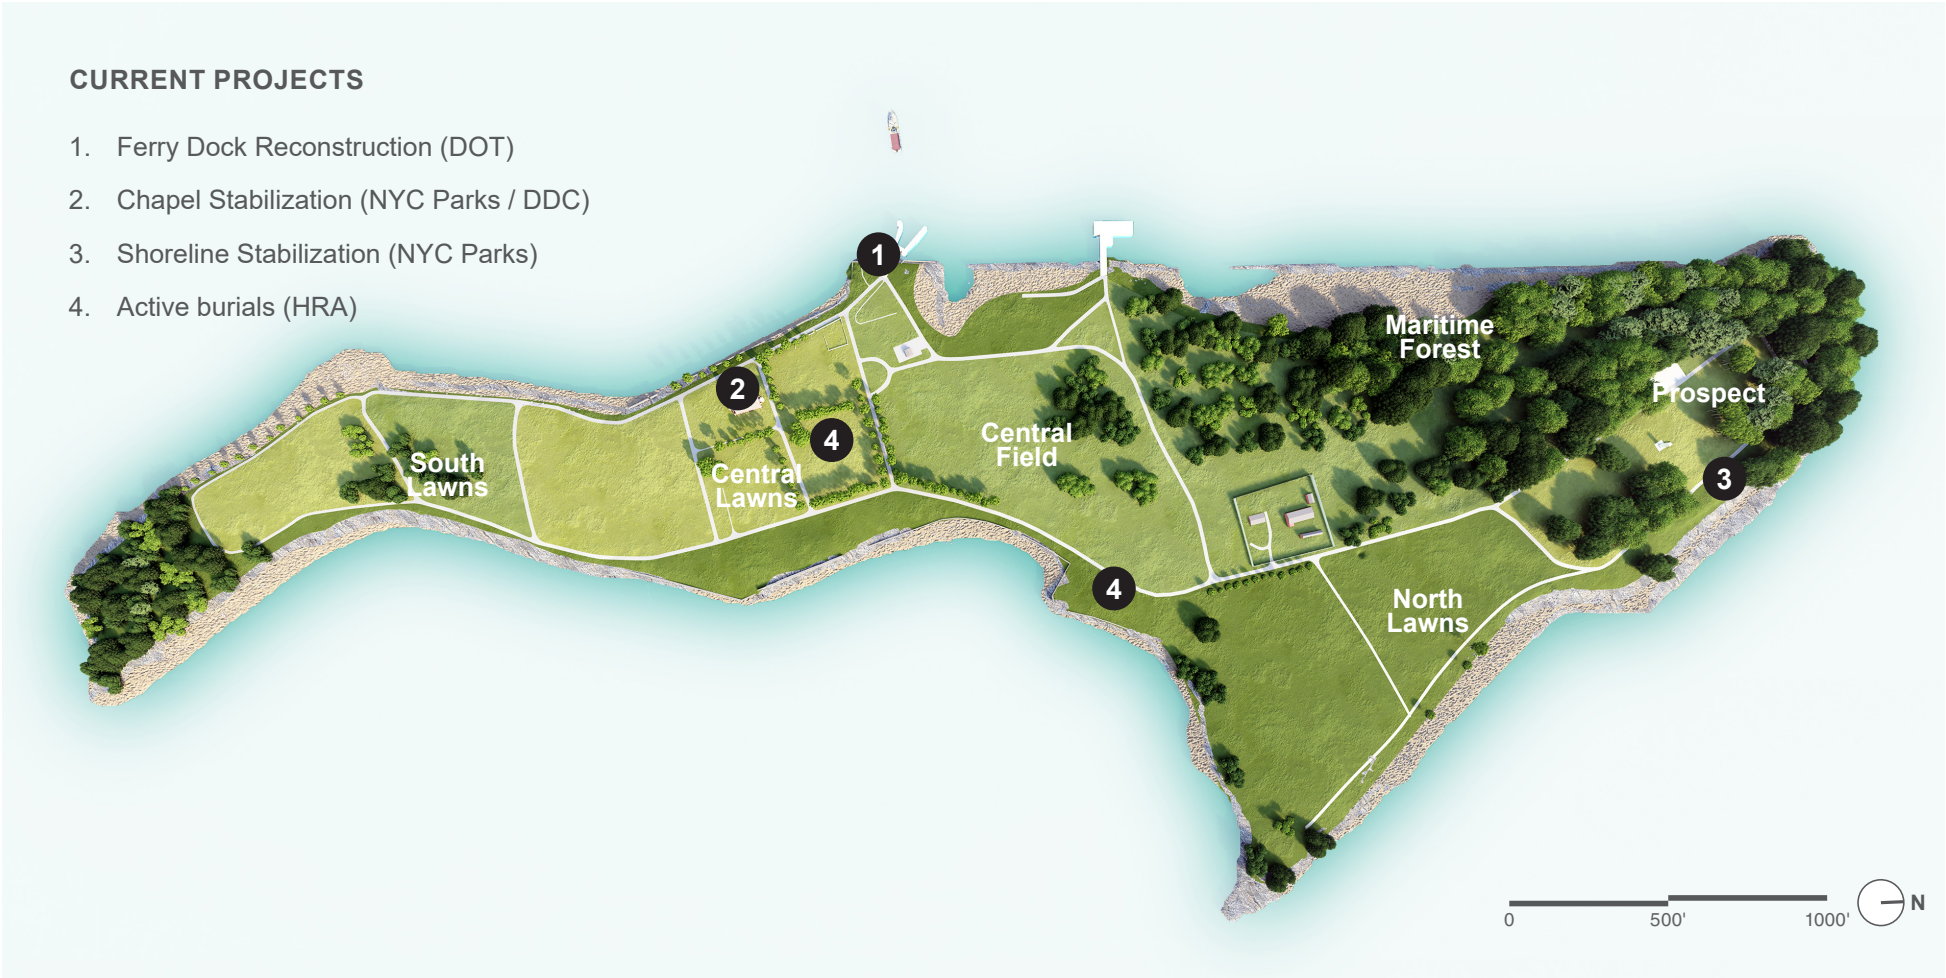 CURRENT PROJECTS
1. Ferry Dock Reconstruction (DOT)
2. Chapel Stabilization (NYC Parks / DDC)
3. Shoreline Stabilization (NYC Parks)
4. Active burials (HRA)
1
2
4
South
Lawns
Central
Lawns
Central
Field
Maritime
Forest
Prospect
3
4
North
Lawns
0 500' 1000'
N